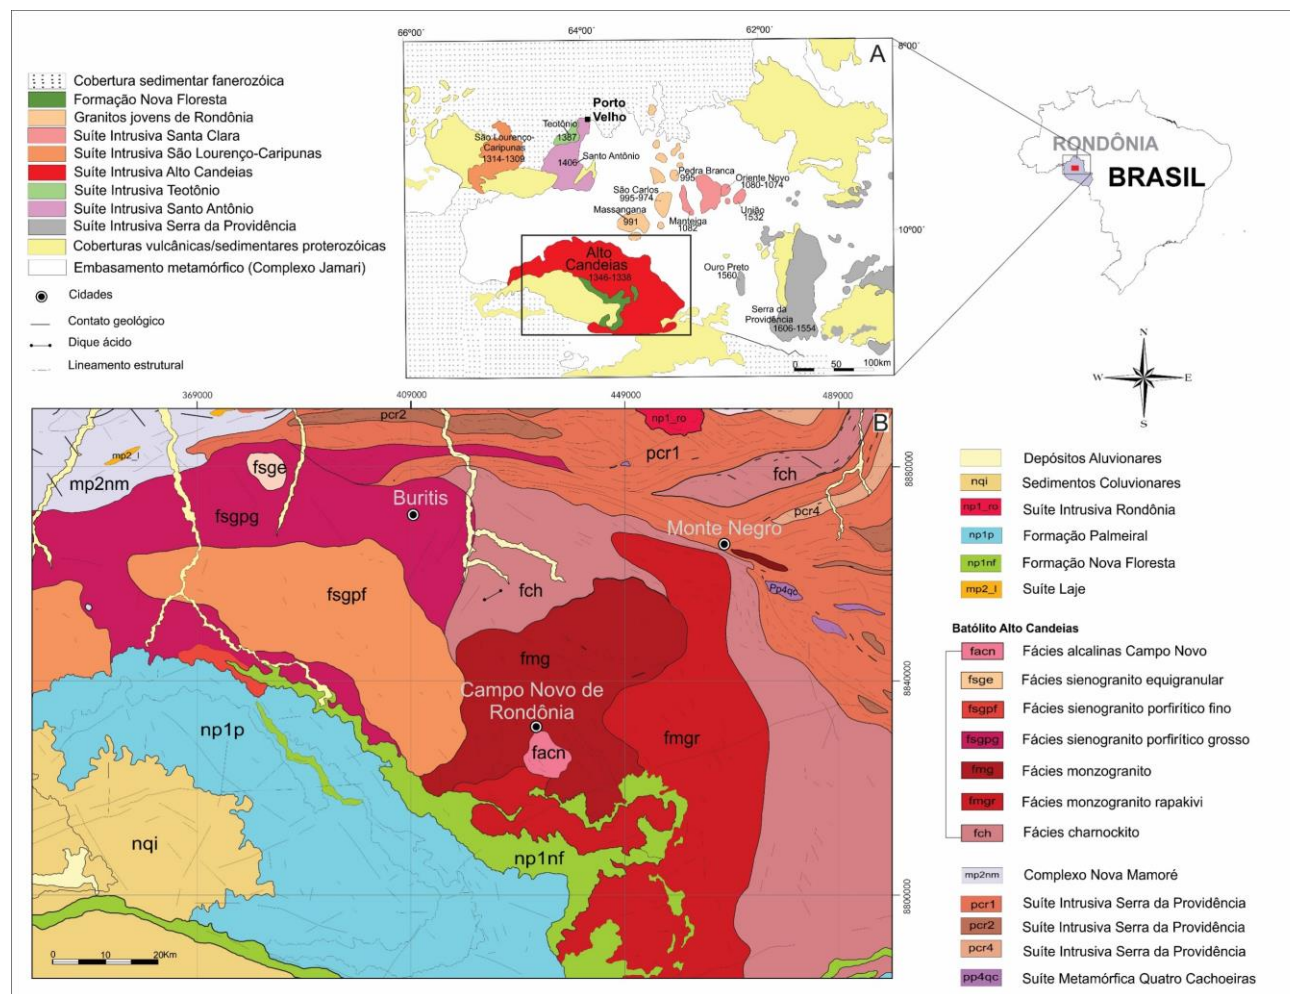 66°00´
64°00´
62°00´
8°00´
A
Cobertura sedimentar fanerozóica
Formação Nova Floresta
Granitos jovens de Rondônia
Suíte Intrusiva Santa Clara
Suíte Intrusiva São Lourenço-Caripunas
Suíte Intrusiva Alto Candeias
Suíte Intrusiva Teotônio
Suíte Intrusiva Santo Antônio
Suíte Intrusiva Serra da Providência
Coberturas vulcânicas/sedimentares proterozóicas
Embasamento metamórfico (Complexo Jamari)
Cidades
Contato geológico
Dique ácido
Lineamento estrutural
Porto
Velho
Teotônio
1387
São Lourenço-
Caripunas
1314-1309
1406
Santo Antônio
Pedra Branca
995
Oriente Novo
1080-1074
São Carlos
995-974
União
1532
Massangana
991
Manteiga
1082
10°00´
Alto
Candeias
1346-1338
Ouro Preto
1560
Serra da
Providência
1606-1554
0 50 100km
RONDÔNIA
BRASIL
N
W
E
S
369000
409000
449000
489000
B
pcr2
np1_ro
mp2_l
fsge
mp2nm
pcr1
fch
8880000
fsgpg
Buritis
pcr4
Monte Negro
fsgpf
fch
Pp4qc
fmg
8840000
Campo Novo de
Rondônia
np1p
facn
fmgr
nqi
np1nf
8800000
0 10 20Km
Depósitos Aluvionares
nqi Sedimentos Coluvionares
np1_ro Suíte Intrusiva Rondônia
np1p Formação Palmeiral
np1nf Formação Nova Floresta
mp2_l Suíte Laje
Batólito Alto Candeias
facn Fácies alcalinas Campo Novo
fsge Fácies sienogranito equigranular
fsgpf Fácies sienogranito porfirítico fino
fsgpg Fácies sienogranito porfirítico grosso
fmg Fácies monzogranito
fmgr Fácies monzogranito rapakivi
fch Fácies charnockito
mp2nm Complexo Nova Mamoré
pcr1 Suíte Intrusiva Serra da Providência
pcr2 Suíte Intrusiva Serra da Providência
pcr4 Suíte Intrusiva Serra da Providência
pp4qc Suíte Metamórfica Quatro Cachoeiras